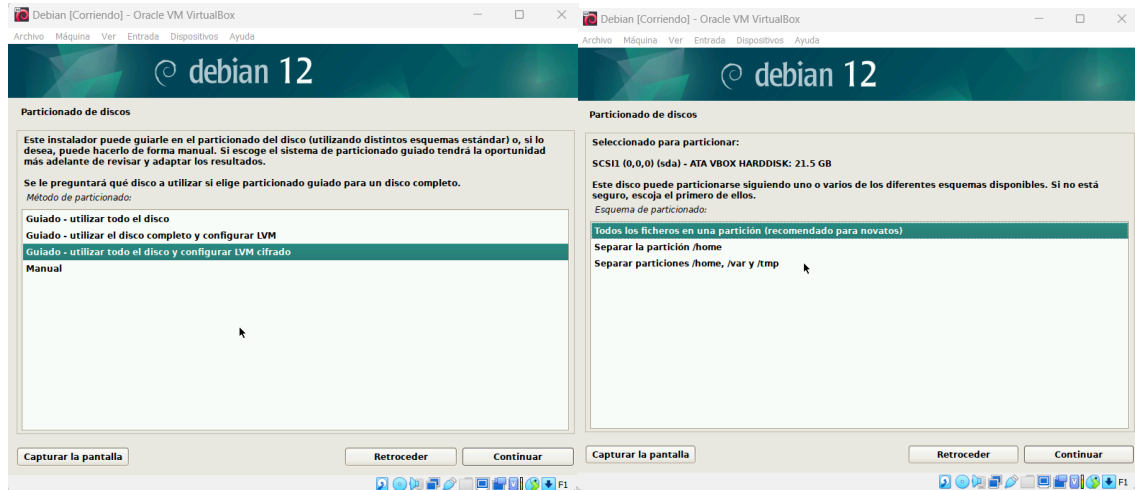 Debian [Corriendo] - Oracle VM VirtualBox
Archivo Máquina Ver Entrada Dispositivos Ayuda
debian 12
Particionado de discos
Este instalador puede guiarle en el particionado del disco (utilizando distintos esquemas estándar) o, si lo
desea, puede hacerlo de forma manual. Si escoge el sistema de particionado guiado tendrá la oportunidad
más adelante de revisar y adaptar los resultados.
Se le preguntará qué disco a utilizar si elige particionado guiado para un disco completo.
Método de particionado:
Guiado - utilizar todo el disco
Guiado - utilizar el disco completo y configurar LVM
Guiado - utilizar todo el disco y configurar LVM cifrado
Manual
Capturar la pantalla
Retroceder
Continuar
F1
Debian [Corriendo] - Oracle VM VirtualBox
Archivo Máquina Ver Entrada Dispositivos Ayuda
debian 12
Particionado de discos
Seleccionado para particionar:
SCSI1 (0,0,0) (sda) - ATA VBOX HARDDISK: 21.5 GB
Este disco puede particionarse siguiendo uno o varios de los diferentes esquemas disponibles. Si no está
seguro, escoja el primero de ellos.
Esquema de particionado:
Todos los ficheros en una partición (recomendado para novatos)
Separar la partición /home
Separar particiones /home, /var y /tmp
Capturar la pantalla
Retroceder
Continuar
F1